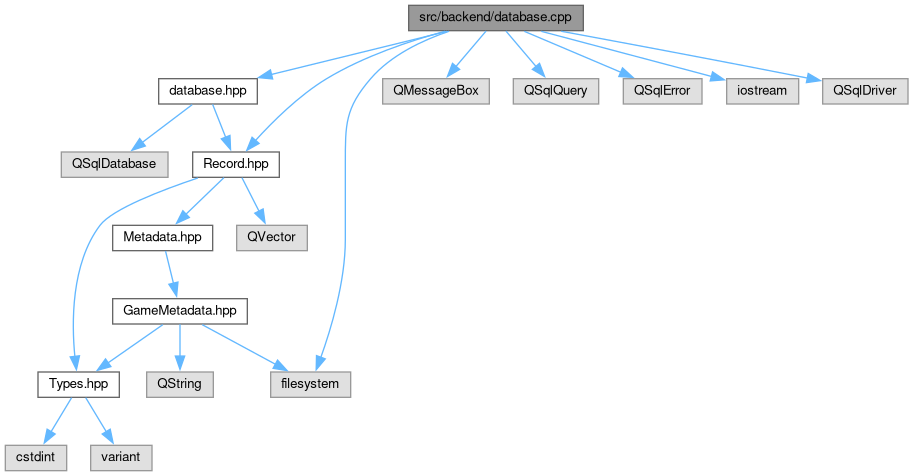 src/backend/database.cpp
database.hpp
QMessageBox
QSqlQuery
QSqlError
iostream
QSqlDriver
QSqlDatabase
Record.hpp
Metadata.hpp
QVector
GameMetadata.hpp
Types.hpp
QString
filesystem
cstdint
variant